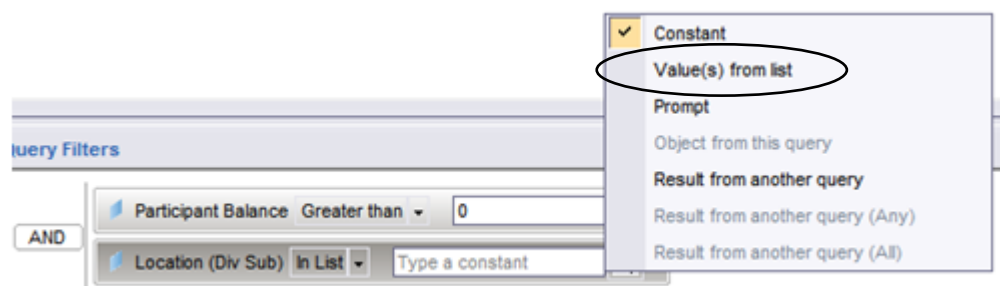 Constant
Value(s) from list
Prompt
Object from this query
Result from another query
Result from another query (Any)
Result from another query (All)
Query Filters
AND
Participant Balance Greater than 0
Location (Div Sub) In List Type a constant